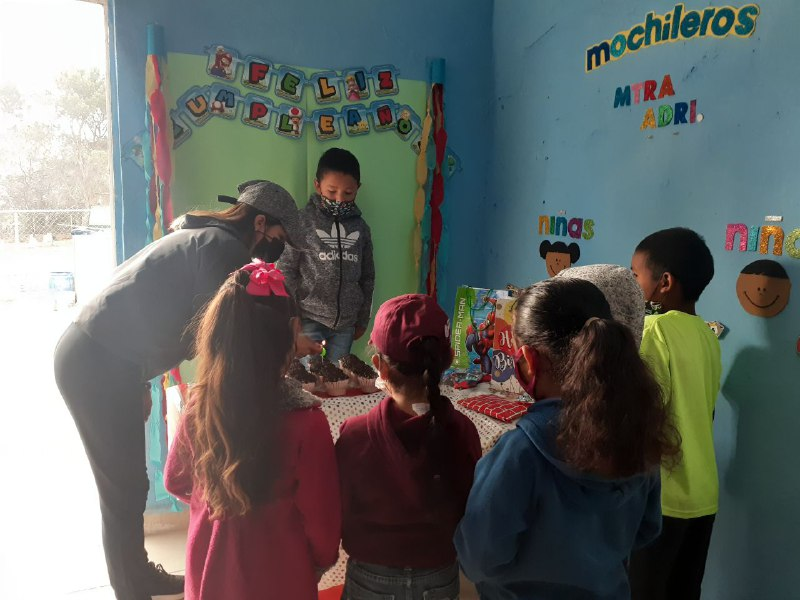 FELIZ
CUMPLEAÑOS
mochileros
MTRA
ADRI.
niñas
niño
adidas
SPIDER-MAN